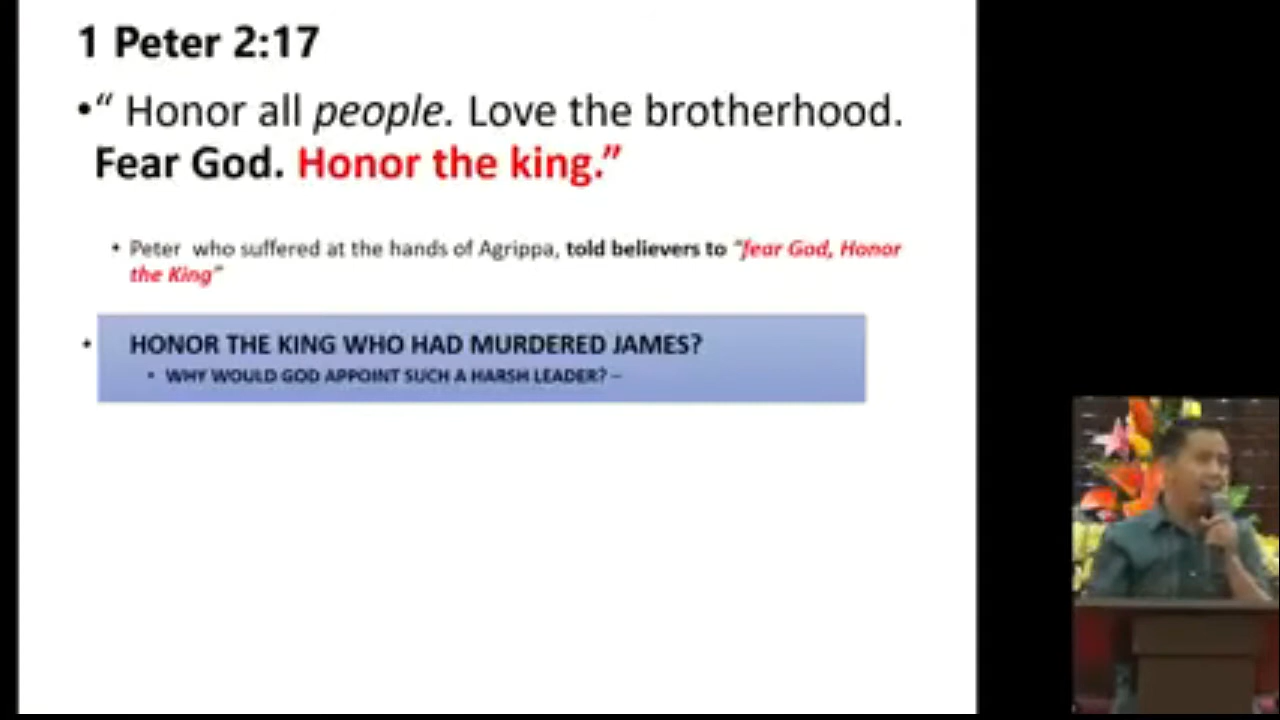 1 Peter 2:17
•“ Honor all people. Love the brotherhood.
Fear God. Honor the king.”
• Peter who suffered at the hands of Agrippa, told believers to “fear God, Honor
the King”
• HONOR THE KING WHO HAD MURDERED JAMES?
• WHY WOULD GOD APPOINT SUCH A HARSH LEADER? –